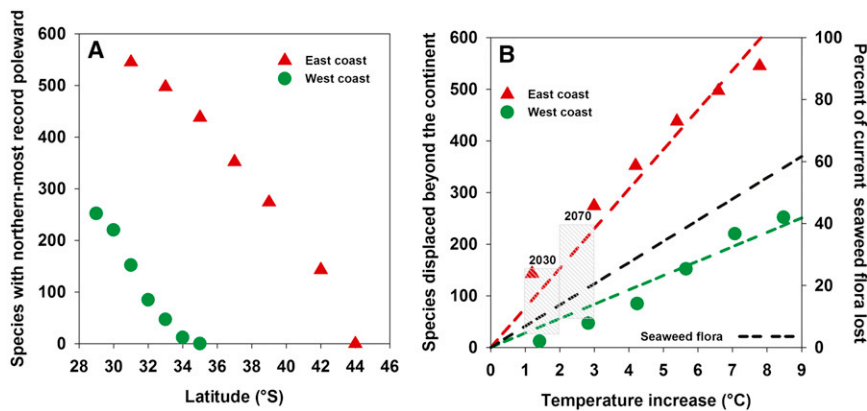 Species with northern-most record poleward
600
500
400
300
200
100
0
A
East coast
West coast
28 30 32 34 36 38 40 42 44 46
Latitude (°S)
Species displaced beyond the continent
600
500
400
300
200
100
0
B
East coast
West coast
2030
2070
Seaweed flora
0 1 2 3 4 5 6 7 8 9
Temperature increase (°C)
100
80
60
40
20
0
Percent of current seaweed flora lost